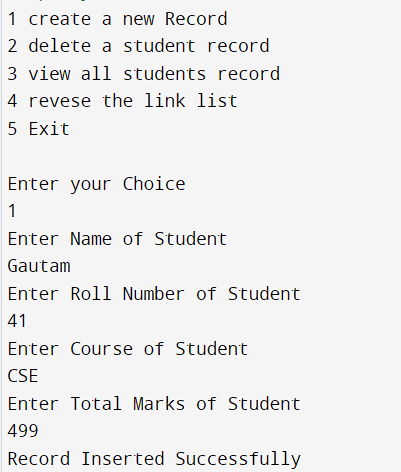 1 create a new Record
2 delete a student record
3 view all students record
4 revese the link list
5 Exit
Enter your Choice
1
Enter Name of Student
Gautam
Enter Roll Number of Student
41
Enter Course of Student
CSE
Enter Total Marks of Student
499
Record Inserted Successfully